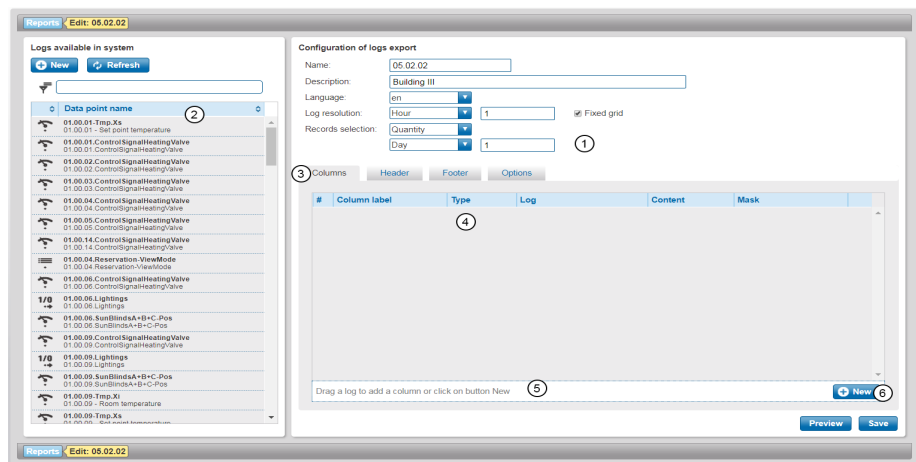 Reports Edit: 05.02.02
Logs available in system
New Refresh
Data point name 2
01.00.01-Tmp.Xs
01.00.01 - Set point temperature
01.00.01.ControlSignalHeatingValve
01.00.01.ControlSignalHeatingValve
01.00.02.ControlSignalHeatingValve
01.00.02.ControlSignalHeatingValve
01.00.03.ControlSignalHeatingValve
01.00.03.ControlSignalHeatingValve
01.00.04.ControlSignalHeatingValve
01.00.04.ControlSignalHeatingValve
01.00.05.ControlSignalHeatingValve
01.00.05.ControlSignalHeatingValve
01.00.14.ControlSignalHeatingValve
01.00.14.ControlSignalHeatingValve
01.00.04.Reservation-ViewMode
01.00.04.Reservation-ViewMode
01.00.06.ControlSignalHeatingValve
01.00.06.ControlSignalHeatingValve
1/0 01.00.06.Lightings
01.00.06.Lightings
01.00.06.SunBlindsA+B+C-Pos
01.00.06.SunBlindsA+B+C-Pos
01.00.09.ControlSignalHeatingValve
01.00.09.ControlSignalHeatingValve
1/0 01.00.09.Lightings
01.00.09.Lightings
01.00.09.SunBlindsA+B+C-Pos
01.00.09.SunBlindsA+B+C-Pos
01.00.09-Tmp.Xi
01.00.09 - Room temperature
01.00.09-Tmp.Xs
01.00.09 - Set point temperature
Configuration of logs export
Name: 05.02.02
Description: Building III
Language: en
Log resolution: Hour 1 Fixed grid
Records selection: Quantity
Day 1 1
3 Columns Header Footer Options
# Column label Type Log Content Mask
4
Drag a log to add a column or click on button New 5
New 6
Preview Save
Reports Edit: 05.02.02